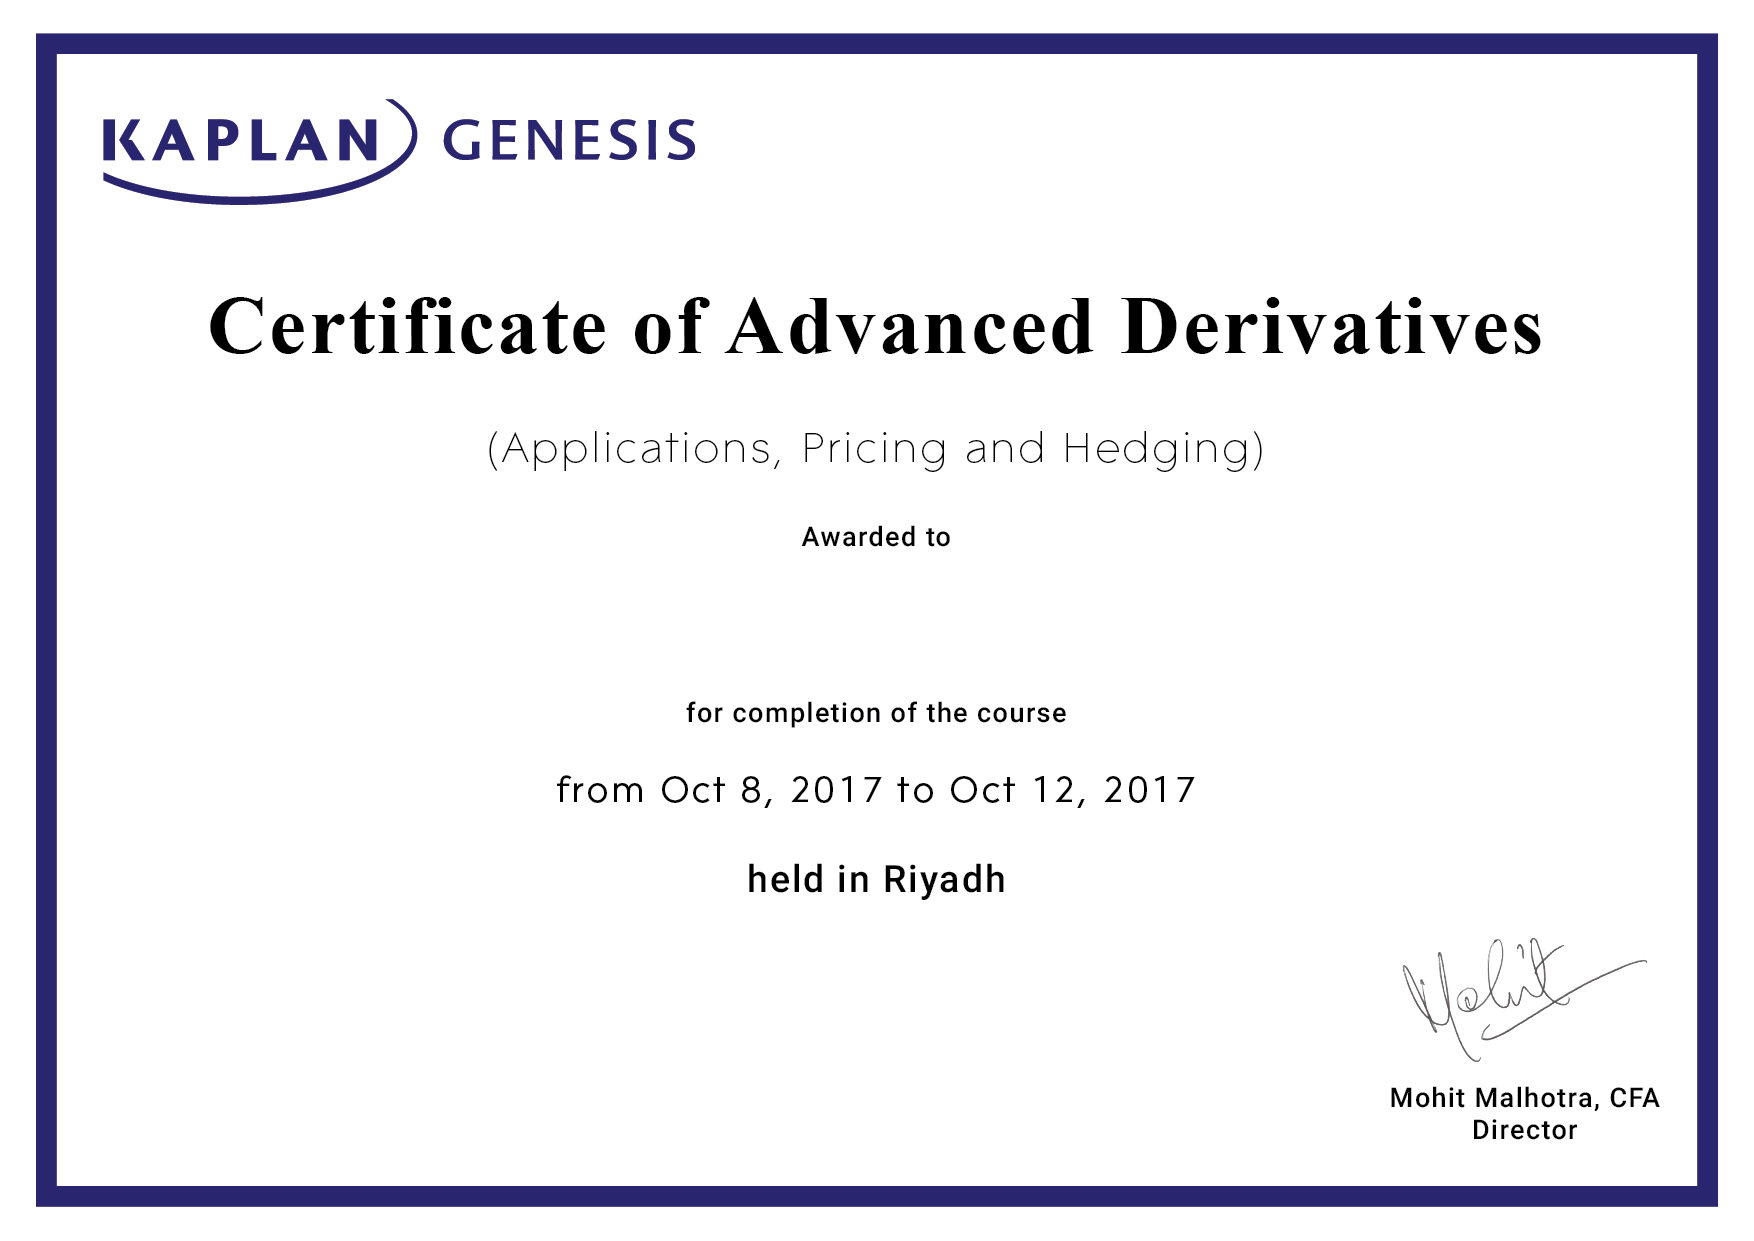 KAPLAN GENESIS
Certificate of Advanced Derivatives
(Applications, Pricing and Hedging)
Awarded to
for completion of the course
from Oct 8, 2017 to Oct 12, 2017
held in Riyadh
Mohit
Mohit Malhotra, CFA
Director